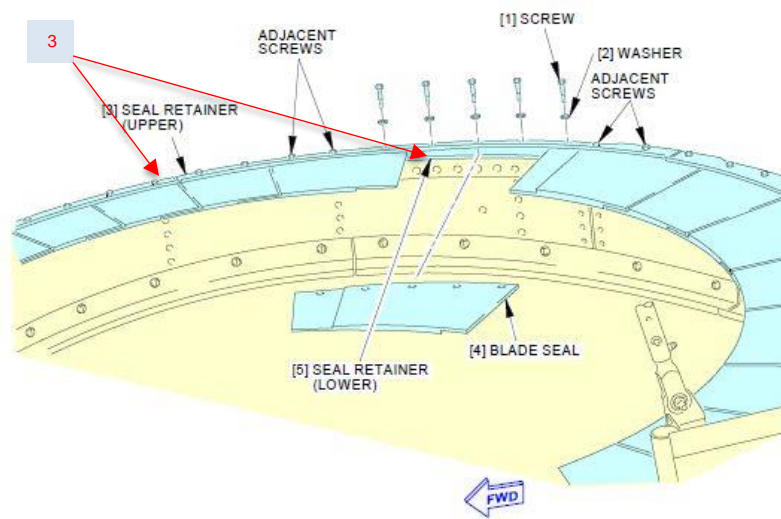 3
ADJACENT
SCREWS
[1] SCREW
[2] WASHER
ADJACENT
SCREWS
[3] SEAL RETAINER
(UPPER)
[5] SEAL RETAINER
(LOWER)
[4] BLADE SEAL
FWD